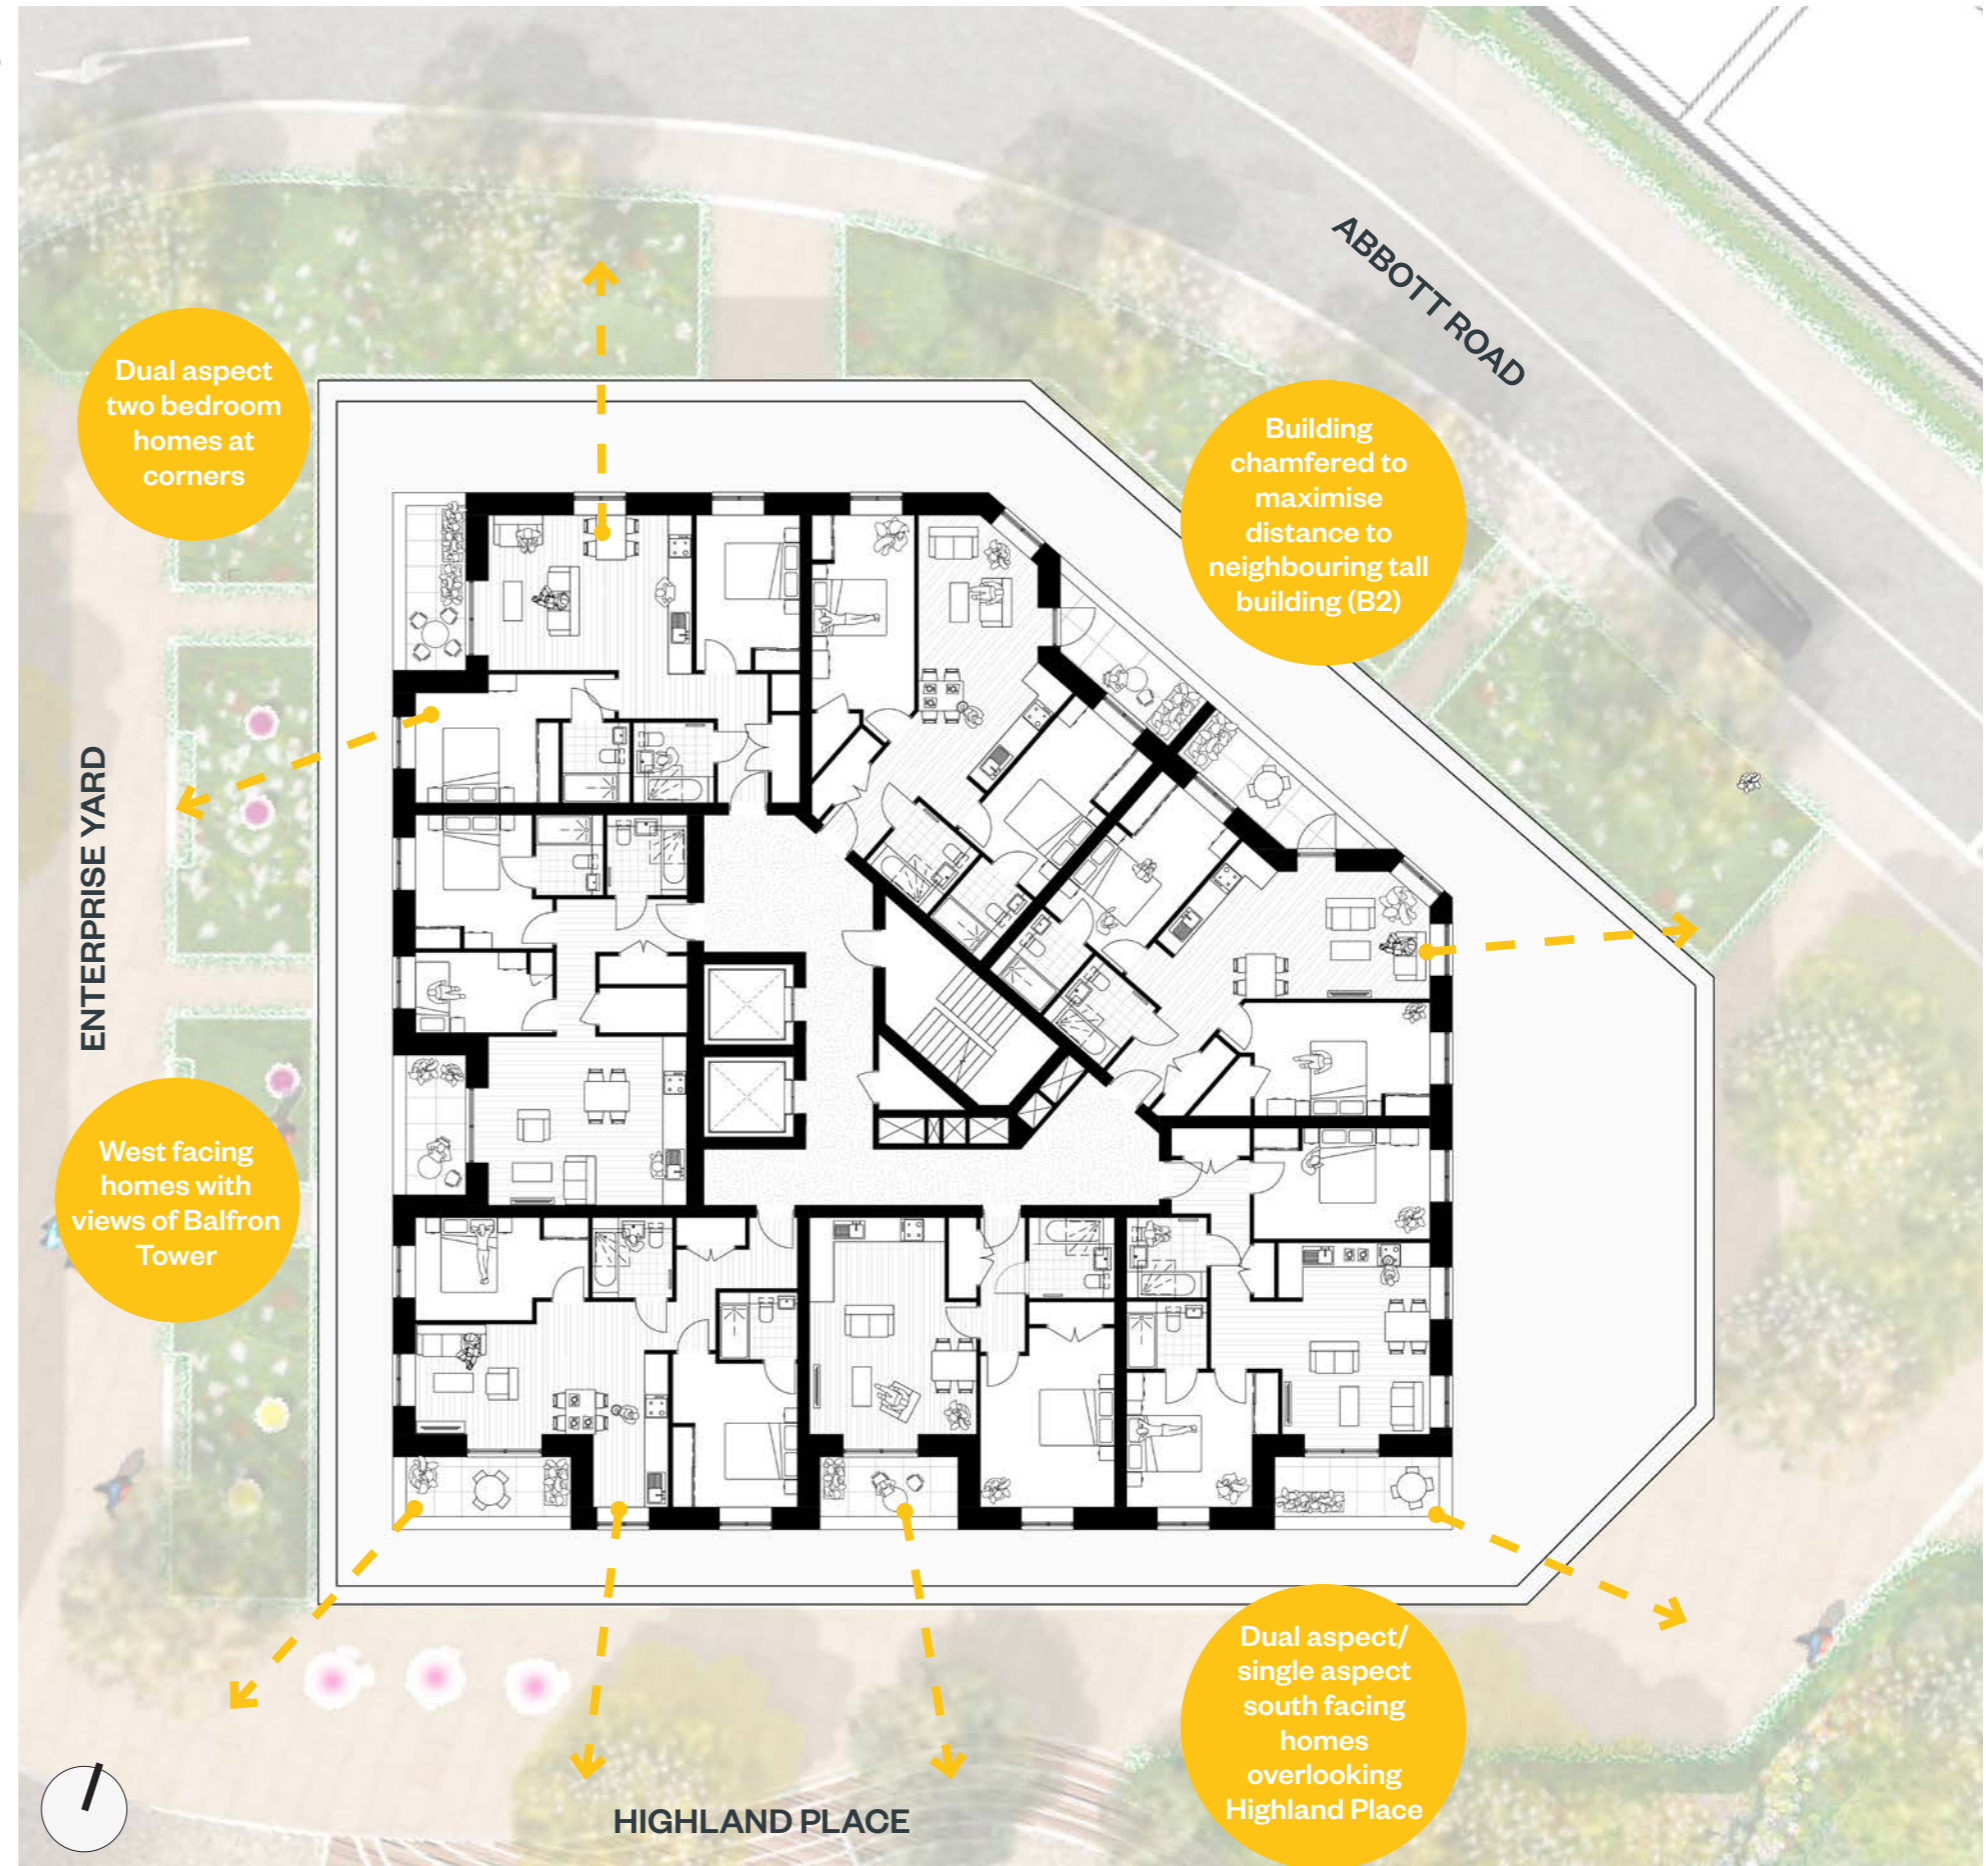 ABBOTT ROAD
Dual aspect
two bedroom
homes at
corners
Building
chamfered to
maximise
distance to
neighbouring tall
building (B2)
ENTERPRISE YARD
West facing
homes with
views of Balfron
Tower
Dual aspect/
single aspect
south facing
homes
overlooking
Highland Place
HIGHLAND PLACE